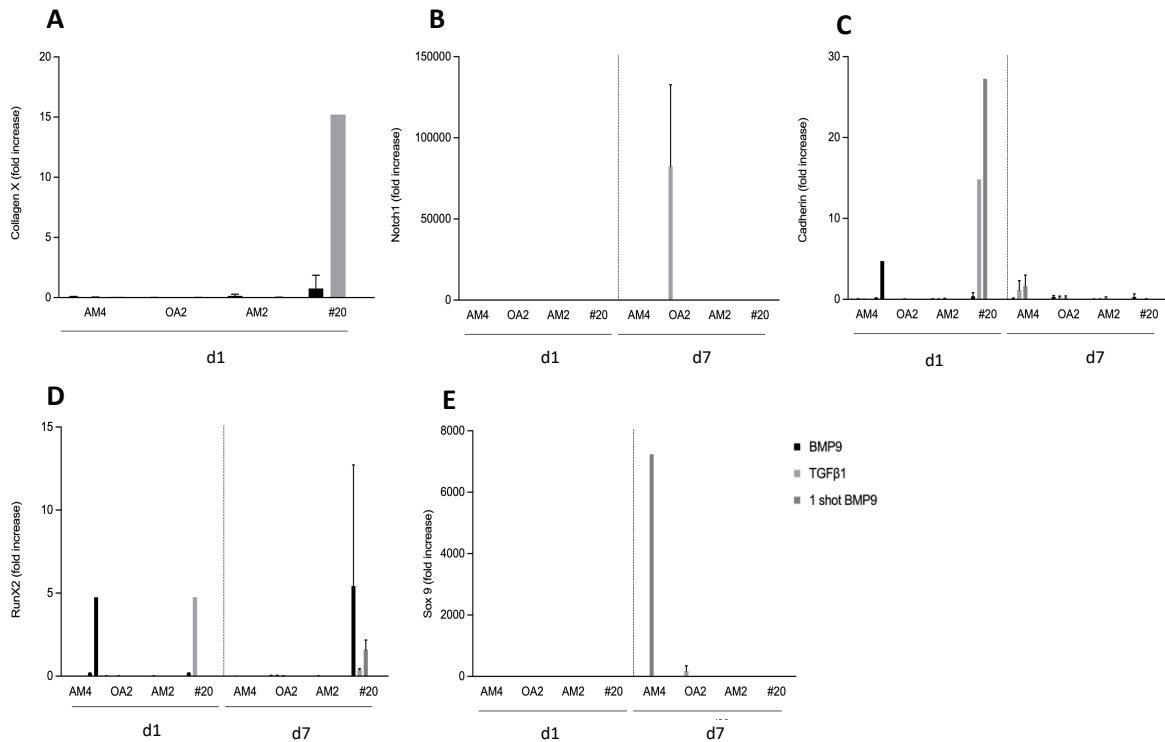 A
Collagen X (fold increase)
20
15
10
5
0
AM4 OA2 AM2 #20
d1
B
Notch1 (fold increase)
150000
100000
50000
0
AM4 OA2 AM2 #20 AM4 OA2 AM2 #20
d1 d7
C
Cadherin (fold increase)
30
20
10
0
AM4 OA2 AM2 #20 AM4 OA2 AM2 #20
d1 d7
D
RunX2 (fold increase)
15
10
5
0
AM4 OA2 AM2 #20 AM4 OA2 AM2 #20
d1 d7
E
Sox 9 (fold increase)
8000
6000
4000
2000
0
AM4 OA2 AM2 #20 AM4 OA2 AM2 #20
d1 d7
BMP9
TGFβ1
1 shot BMP9